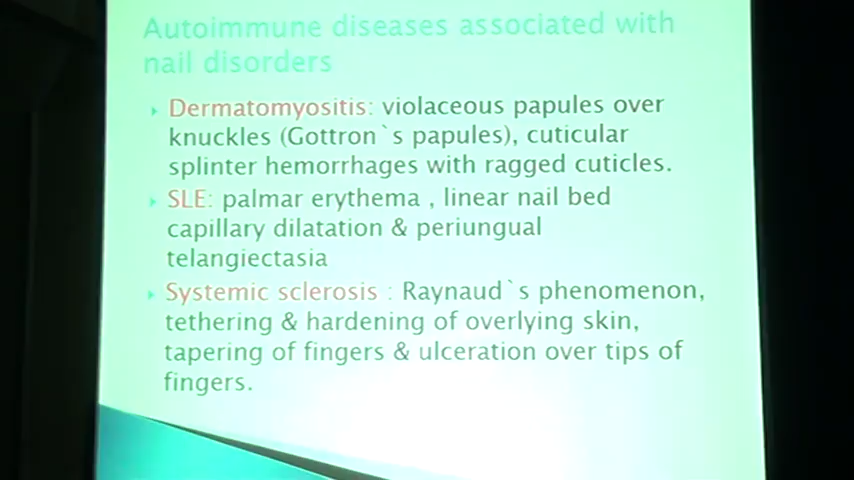 Autoimmune diseases associated with
nail disorders
Dermatomyositis: violaceous papules over
knuckles (Gottron`s papules), cuticular
splinter hemorrhages with ragged cuticles.
SLE: palmar erythema , linear nail bed
capillary dilatation & periungual
telangiectasia
Systemic sclerosis : Raynaud`s phenomenon,
tethering & hardening of overlying skin,
tapering of fingers & ulceration over tips of
fingers.